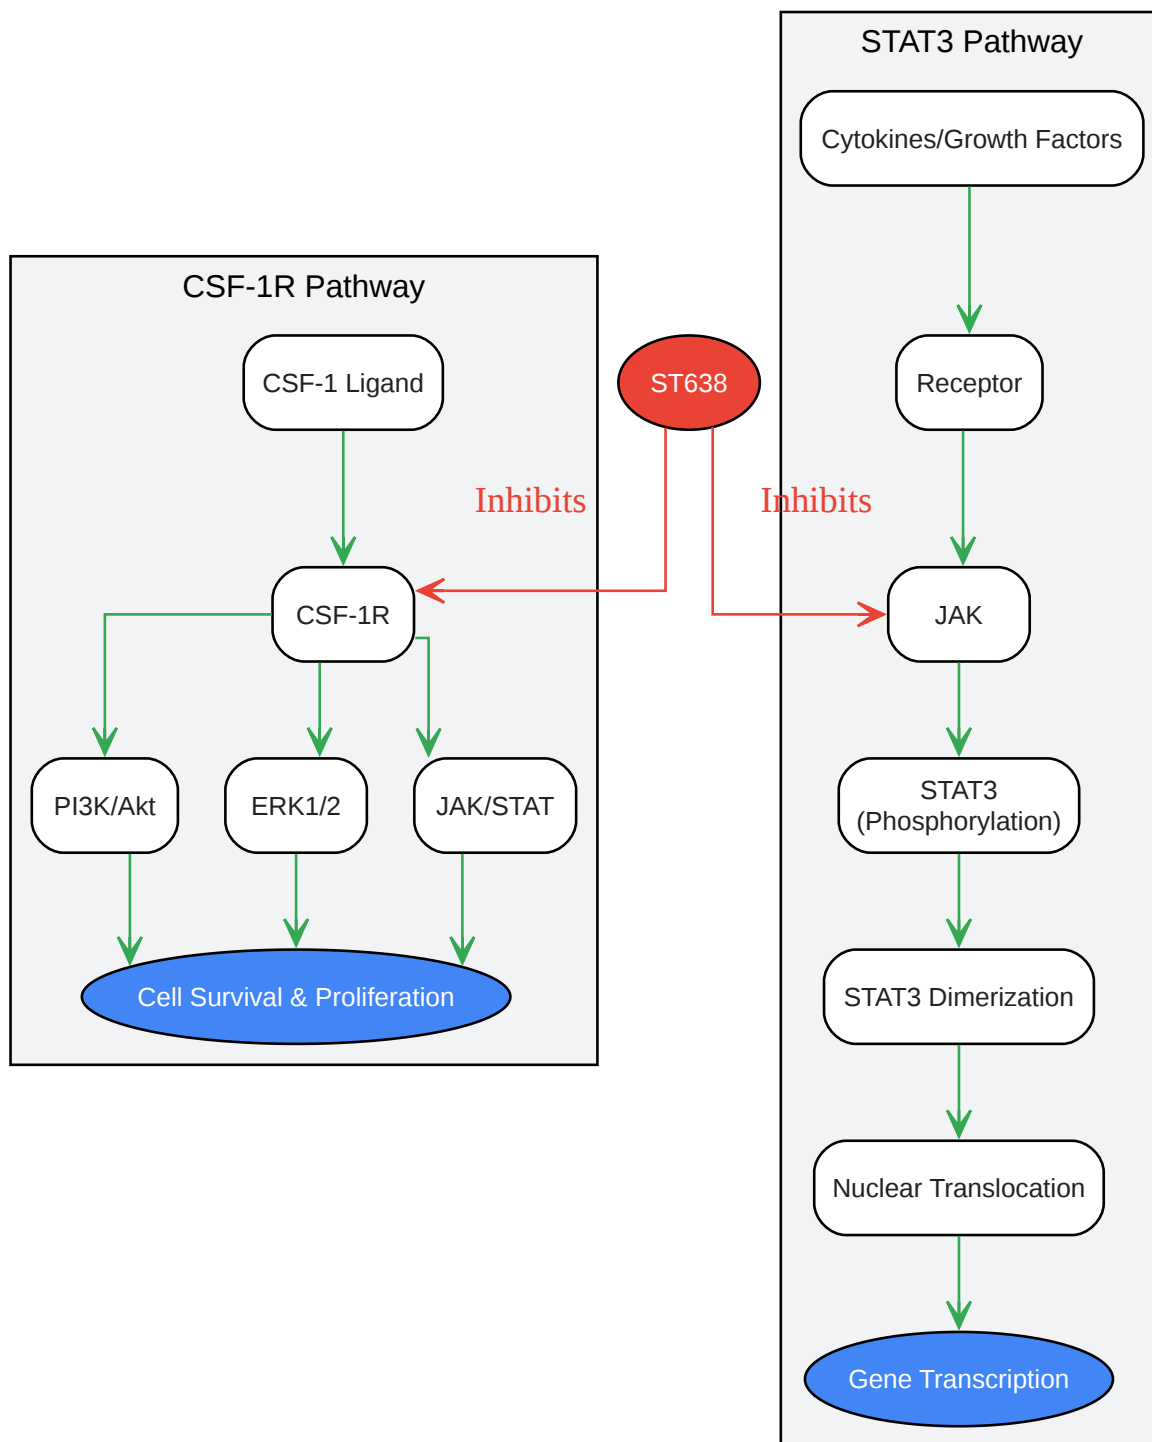 STAT3 Pathway
Cytokines/Growth Factors
CSF-1R Pathway
CSF-1 Ligand
ST638
Receptor
Inhibits
Inhibits
CSF-1R
JAK
PI3K/Akt
ERK1/2
JAK/STAT
STAT3
(Phosphorylation)
Cell Survival & Proliferation
STAT3 Dimerization
Nuclear Translocation
Gene Transcription